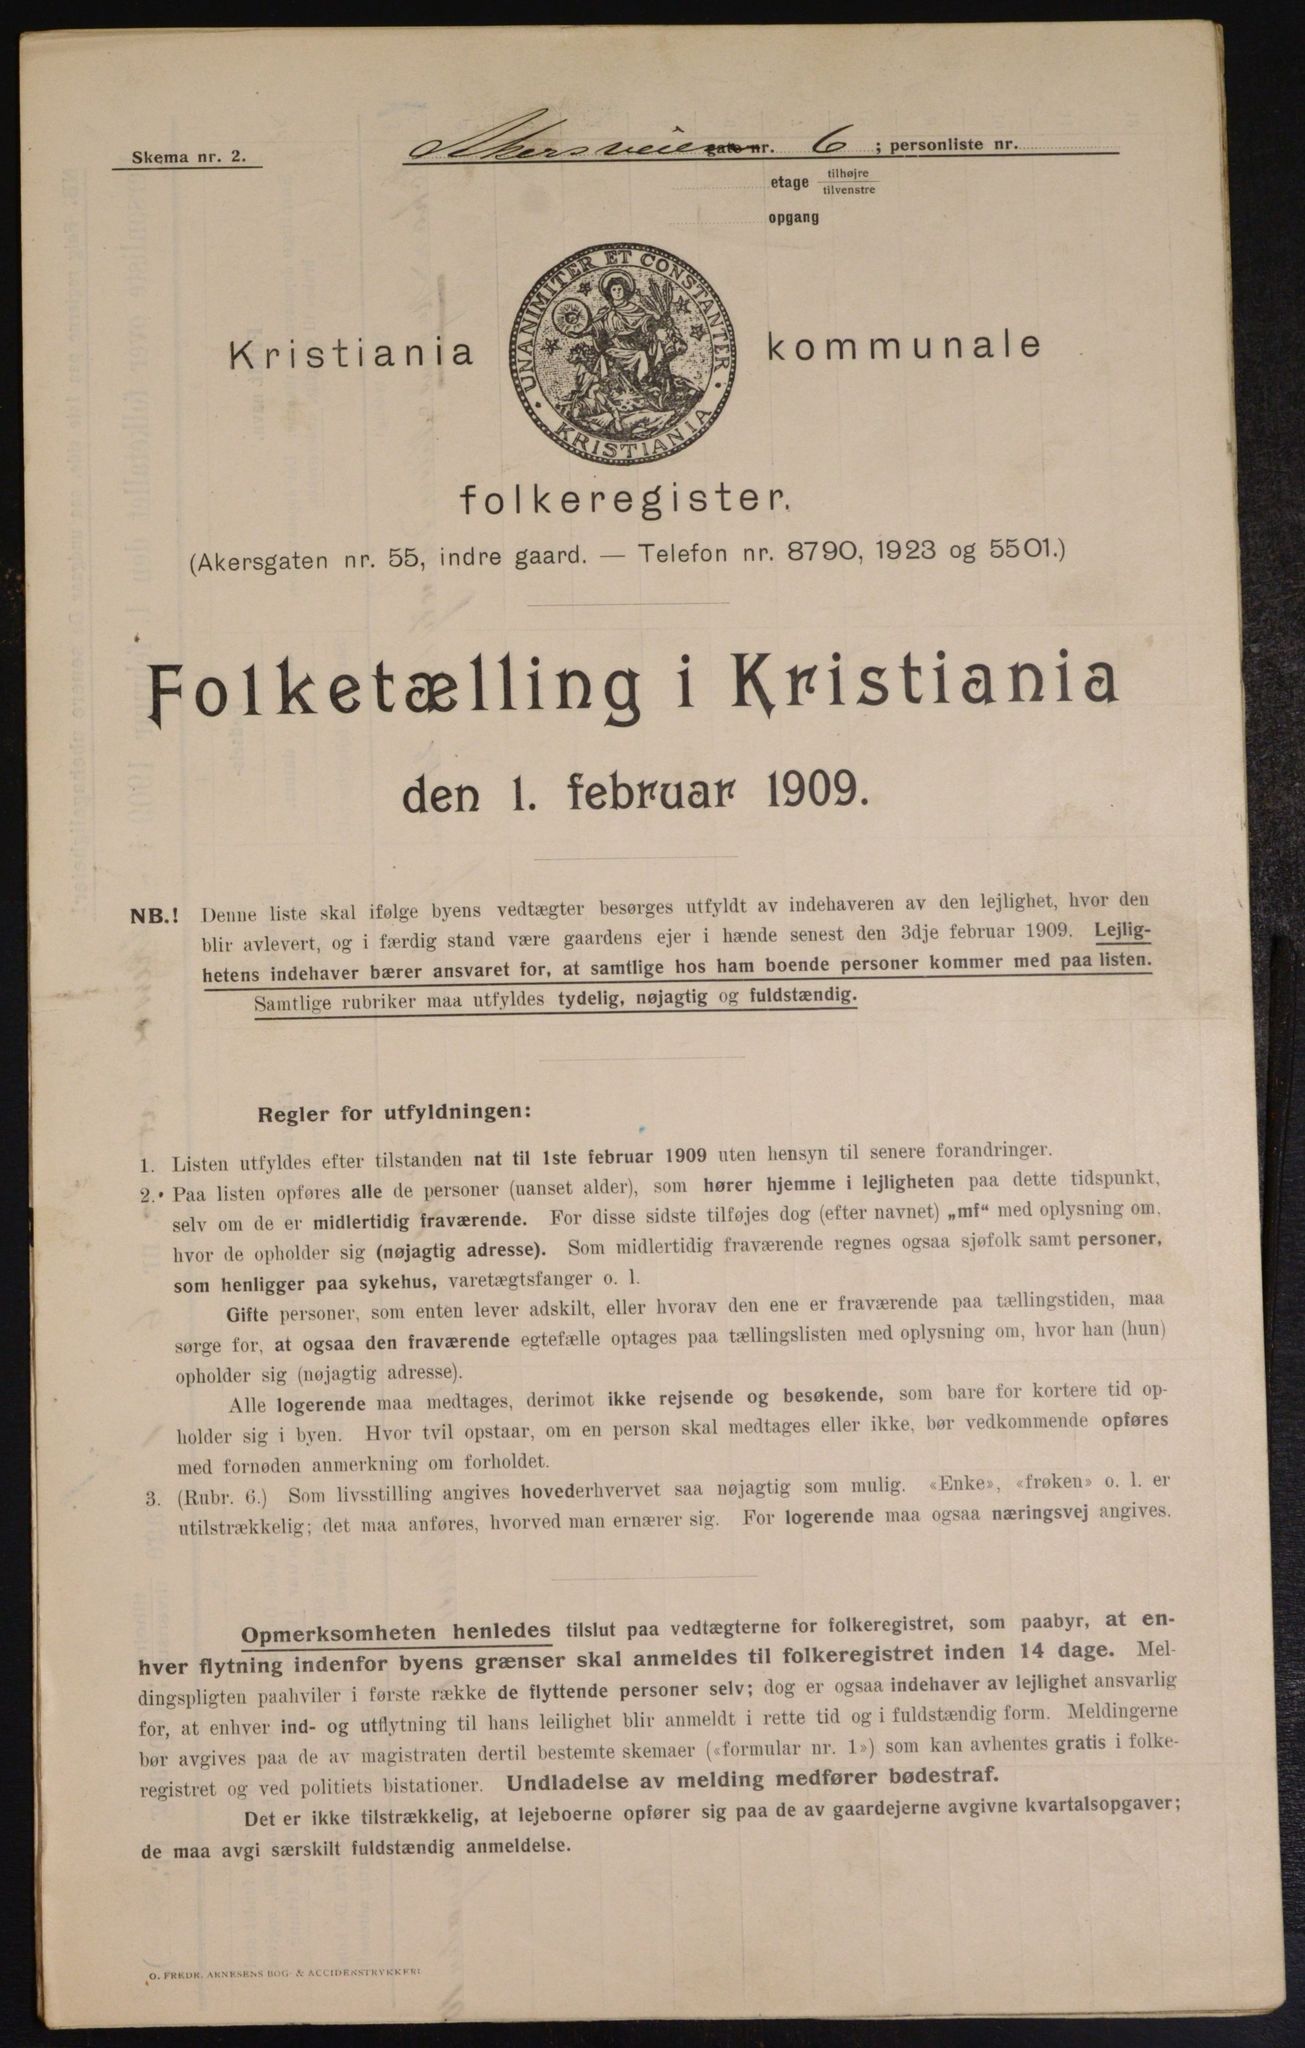 Skema nr. 2.
Akersveien gate nr. 6 ; personliste nr.
etage tilhøjre
tilvenstre
opgang
UNANIMITER ET CONSTANTER
KRISTIANIA
Kristiania kommunale
folkeregister.
(Akersgaten nr. 55, indre gaard. — Telefon nr. 8790, 1923 og 5501.)
Folketælling i Kristiania
den 1. februar 1909.
NB.! Denne liste skal ifølge byens vedtægter besørges utfyldt av indehaveren av den lejlighet, hvor den
blir avlevert, og i færdig stand være gaardens ejer i hænde senest den 3dje februar 1909. Lejlig-
hetens indehaver bærer ansvaret for, at samtlige hos ham boende personer kommer med paa listen.
Samtlige rubriker maa utfyldes tydelig, nøjagtig og fuldstændig.
Regler for utfyldningen:
1. Listen utfyldes efter tilstanden nat til 1ste februar 1909 uten hensyn til senere forandringer.
2. Paa listen opføres alle de personer (uanset alder), som hører hjemme i lejligheten paa dette tidspunkt,
selv om de er midlertidig fraværende. For disse sidste tilføjes dog (efter navnet) „mf“ med oplysning om,
hvor de opholder sig (nøjagtig adresse). Som midlertidig fraværende regnes ogsaa sjøfolk samt personer,
som henligger paa sykehus, varetægtsfanger o. l.
Gifte personer, som enten lever adskilt, eller hvorav den ene er fraværende paa tællingstiden, maa
sørge for, at ogsaa den fraværende egtefælle optages paa tællingslisten med oplysning om, hvor han (hun)
opholder sig (nøjagtig adresse).
Alle logerende maa medtages, derimot ikke rejsende og besøkende, som bare for kortere tid op-
holder sig i byen. Hvor tvil opstaar, om en person skal medtages eller ikke, bør vedkommende opføres
med fornøden anmerkning om forholdet.
3. (Rubr. 6.) Som livsstilling angives hovederhvervet saa nøjagtig som mulig. «Enke», «frøken» o. l. er
utilstrækkelig; det maa anføres, hvorved man ernærer sig. For logerende maa ogsaa næringsvej angives.
Opmerksomheten henledes tilslut paa vedtægterne for folkeregistret, som paabyr, at en-
hver flytning indenfor byens grænser skal anmeldes til folkeregistret inden 14 dage. Mel-
dingspligten paahviler i første række de flyttende personer selv; dog er ogsaa indehaver av lejlighet ansvarlig
for, at enhver ind- og utflytning til hans leilighet blir anmeldt i rette tid og i fuldstændig form. Meldingerne
bør avgives paa de av magistraten dertil bestemte skemaer («formular nr. 1») som kan avhentes gratis i folke-
registret og ved politiets bistationer. Undladelse av melding medfører bødestraf.
Det er ikke tilstrækkelig, at lejeboerne opfører sig paa de av gaardejerne avgivne kvartalsopgaver;
de maa avgi særskilt fuldstændig anmeldelse.
O. FREDR. ARNESENS BOG- & ACCIDENSTRYKKERI